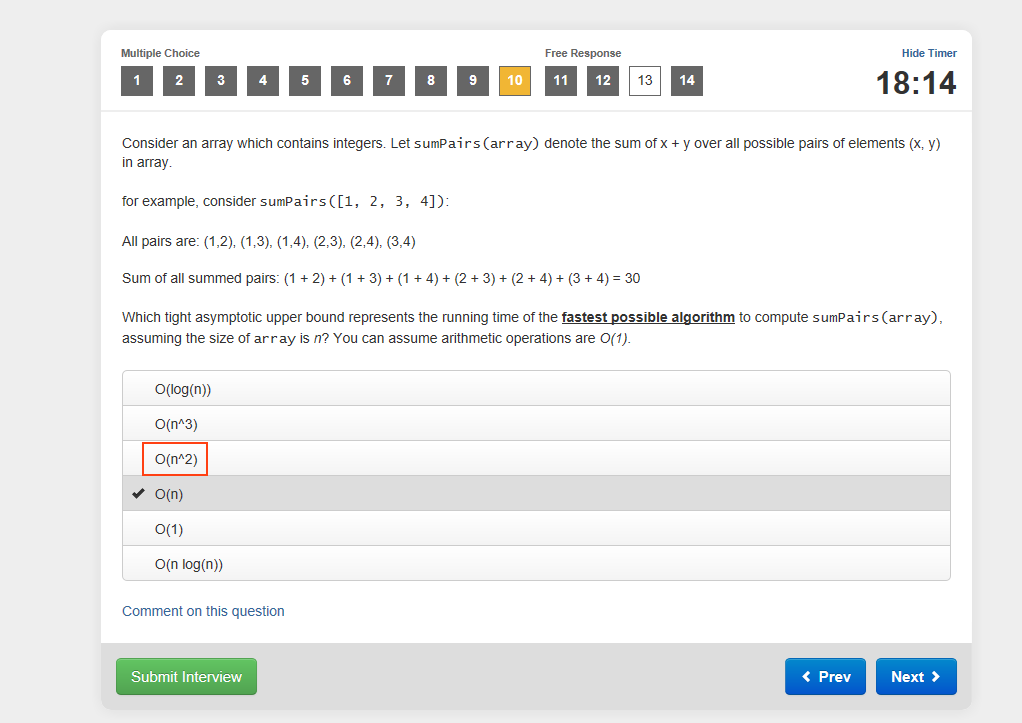 Multiple Choice
Free Response
Hide Timer
1 2 3 4 5 6 7 8 9 10 11 12 13 14
18:14
Consider an array which contains integers. Let sumPairs(array) denote the sum of x + y over all possible pairs of elements (x, y)
in array.
for example, consider sumPairs([1, 2, 3, 4]):
All pairs are: (1,2), (1,3), (1,4), (2,3), (2,4), (3,4)
Sum of all summed pairs: (1 + 2) + (1 + 3) + (1 + 4) + (2 + 3) + (2 + 4) + (3 + 4) = 30
Which tight asymptotic upper bound represents the running time of the fastest possible algorithm to compute sumPairs(array),
assuming the size of array is n? You can assume arithmetic operations are O(1).
O(log(n))
O(n^3)
O(n^2)
O(n)
O(1)
O(n log(n))
Comment on this question
Submit Interview
Prev
Next